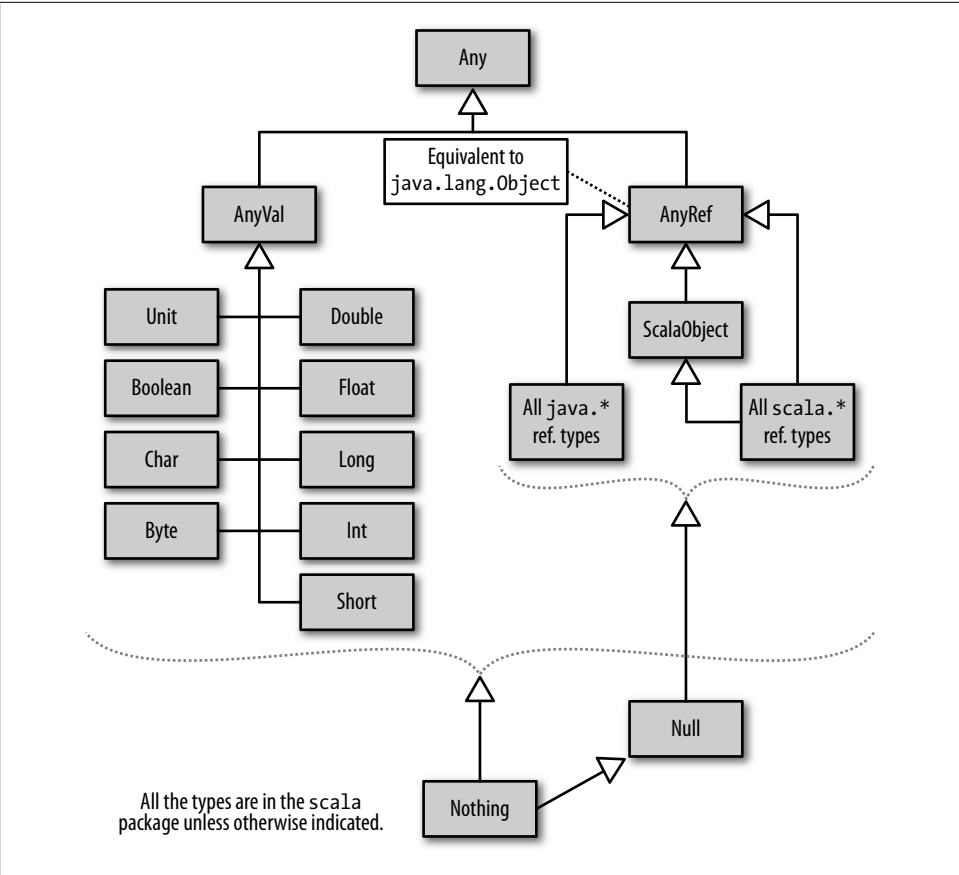 Any
Equivalent to
java.lang.Object
AnyVal
AnyRef
Unit
Double
ScalaObject
Boolean
Float
All java.*
ref. types
All scala.*
ref. types
Char
Long
Byte
Int
Short
Null
Nothing
All the types are in the scala
package unless otherwise indicated.